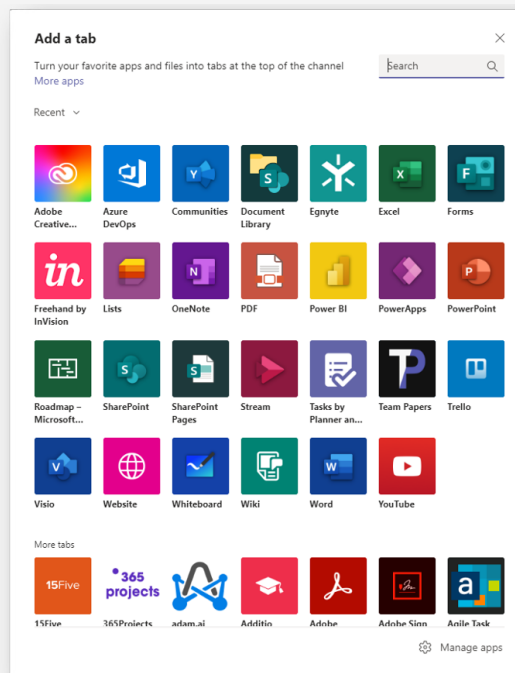 Add a tab
Turn your favorite apps and files into tabs at the top of the channel
More apps
Search
Recent
Adobe Creative...
Azure DevOps
Communities
Document Library
Egnyte
Excel
Forms
in
Freehand by InVision
Lists
OneNote
PDF
Power BI
PowerApps
PowerPoint
Roadmap – Microsoft...
SharePoint
SharePoint Pages
Stream
Tasks by Planner an...
Team Papers
Trello
Visio
Website
Whiteboard
Wiki
Word
YouTube
More tabs
15Five
365 projects
a
15Five
365Projects
adam.ai
Additio
Adobe
Adobe Sign
Agile Task
Manage apps